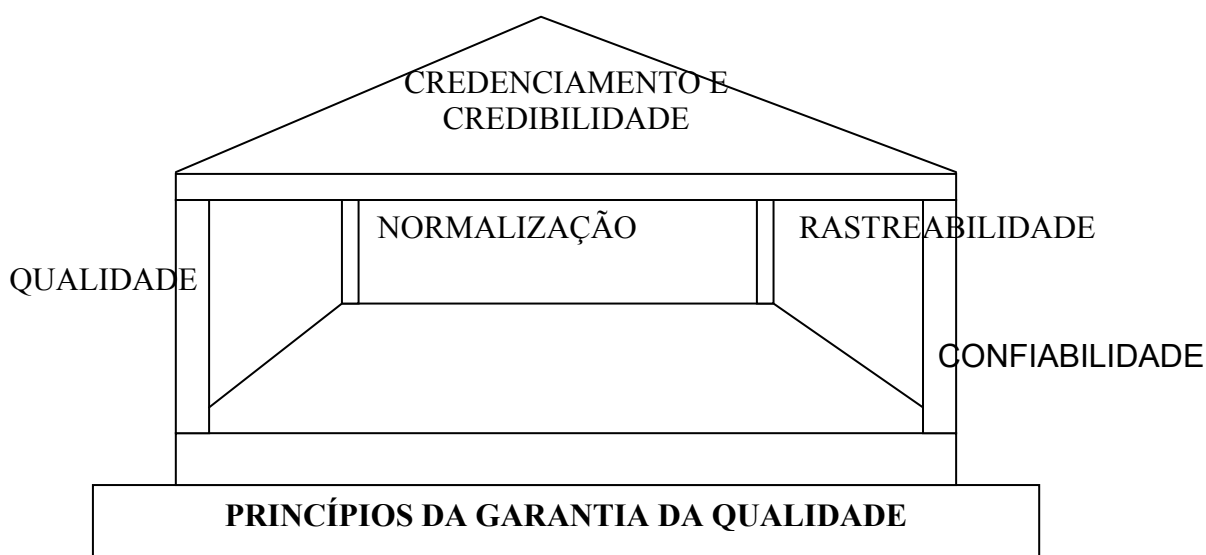 CREDENCIAMENTO E
CREDIBILIDADE
NORMALIZAÇÃO
RASTREABILIDADE
QUALIDADE
CONFIABILIDADE
PRINCÍPIOS DA GARANTIA DA QUALIDADE